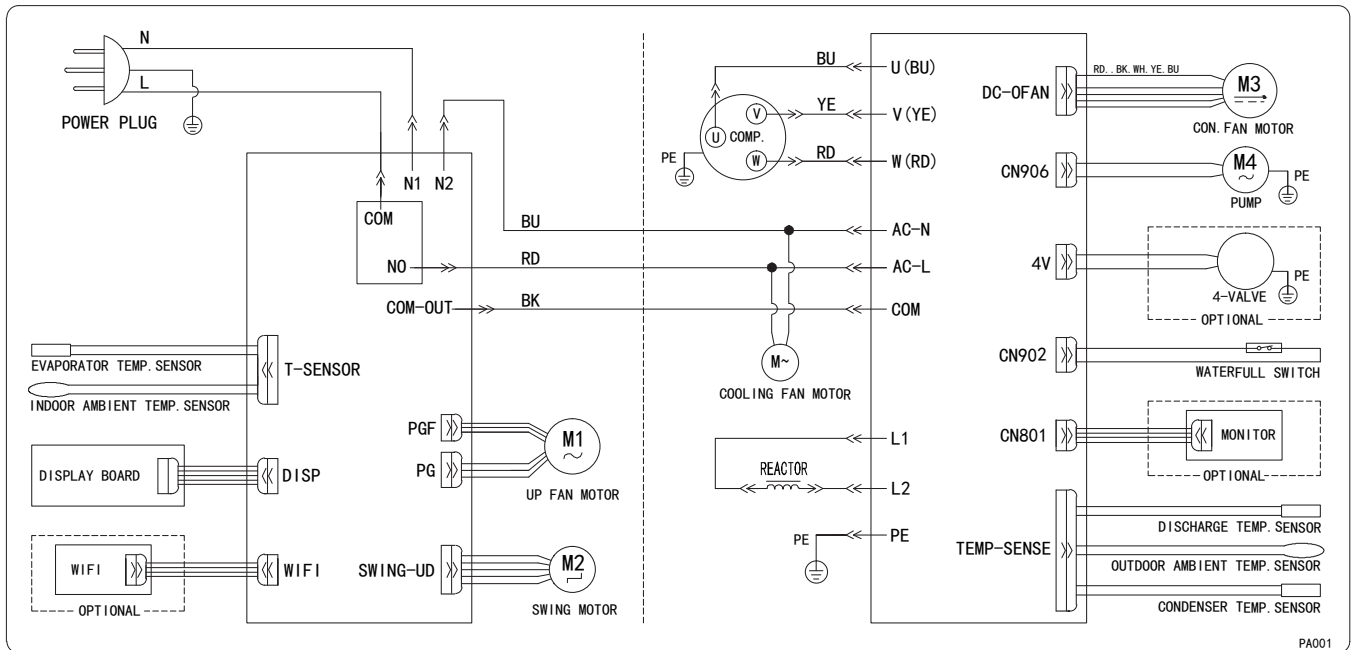 N
L
POWER PLUG
N1
N2
COM
NO
BU
RD
COM-OUT
BK
EVAPORATOR TEMP.SENSOR
INDOOR AMBIENT TEMP.SENSOR
T-SENSOR
DISPLAY BOARD
DISP
WIFI
OPTIONAL
WIFI
PGF
PG
M1
~
UP FAN MOTOR
SWING-UD
M2
SWING MOTOR
BU
U(BU)
V
YE
V(YE)
U
COMP.
PE
W
RD
W(RD)
AC-N
AC-L
COM
M~
COOLING FAN MOTOR
L1
REACTOR
L2
PE
PE
DC-OFAN
RD..BK.WH.YE.BU
M3
CON.FAN MOTOR
CN906
M4
~
PE
PUMP
4V
PE
4-VALVE
OPTIONAL
CN902
WATERFULL SWITCH
CN801
MONITOR
OPTIONAL
TEMP-SENSE
DISCHARGE TEMP.SENSOR
OUTDOOR AMBIENT TEMP.SENSOR
CONDENSER TEMP.SENSOR
PA001